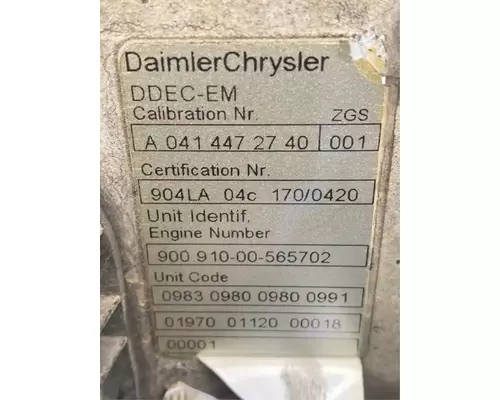 DaimlerChrysler
DDEC-EM
Calibration Nr. ZGS
A 041 447 27 40 001
Certification Nr.
904LA 04c 170/0420
Unit Identif.
Engine Number
900 910-00-565702
Unit Code
0983 0980 0980 0991
01970 01120 00018
00001